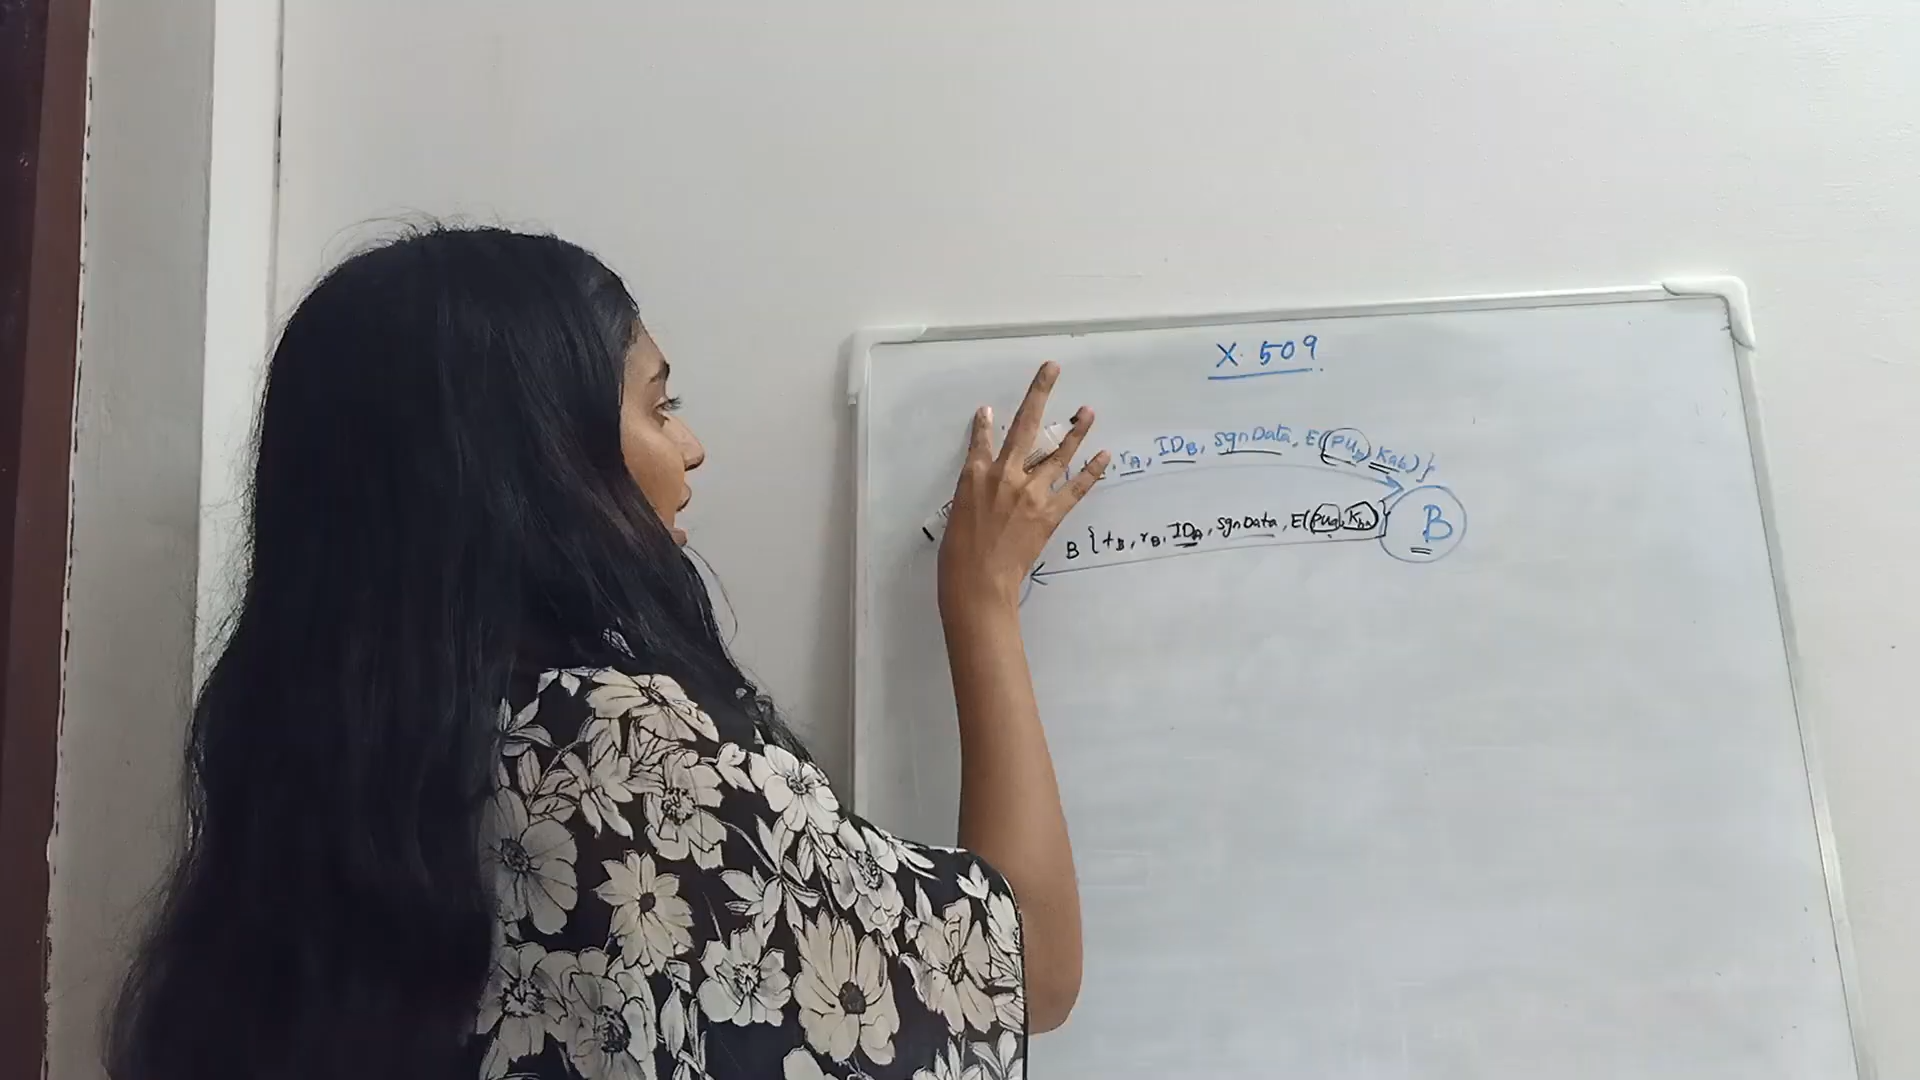 X. 509
, rA, IDB, sgnData, E(PUb, Kab)}
B
B {tB, rB, IDA, sgnData, E(PUa, Kba)}